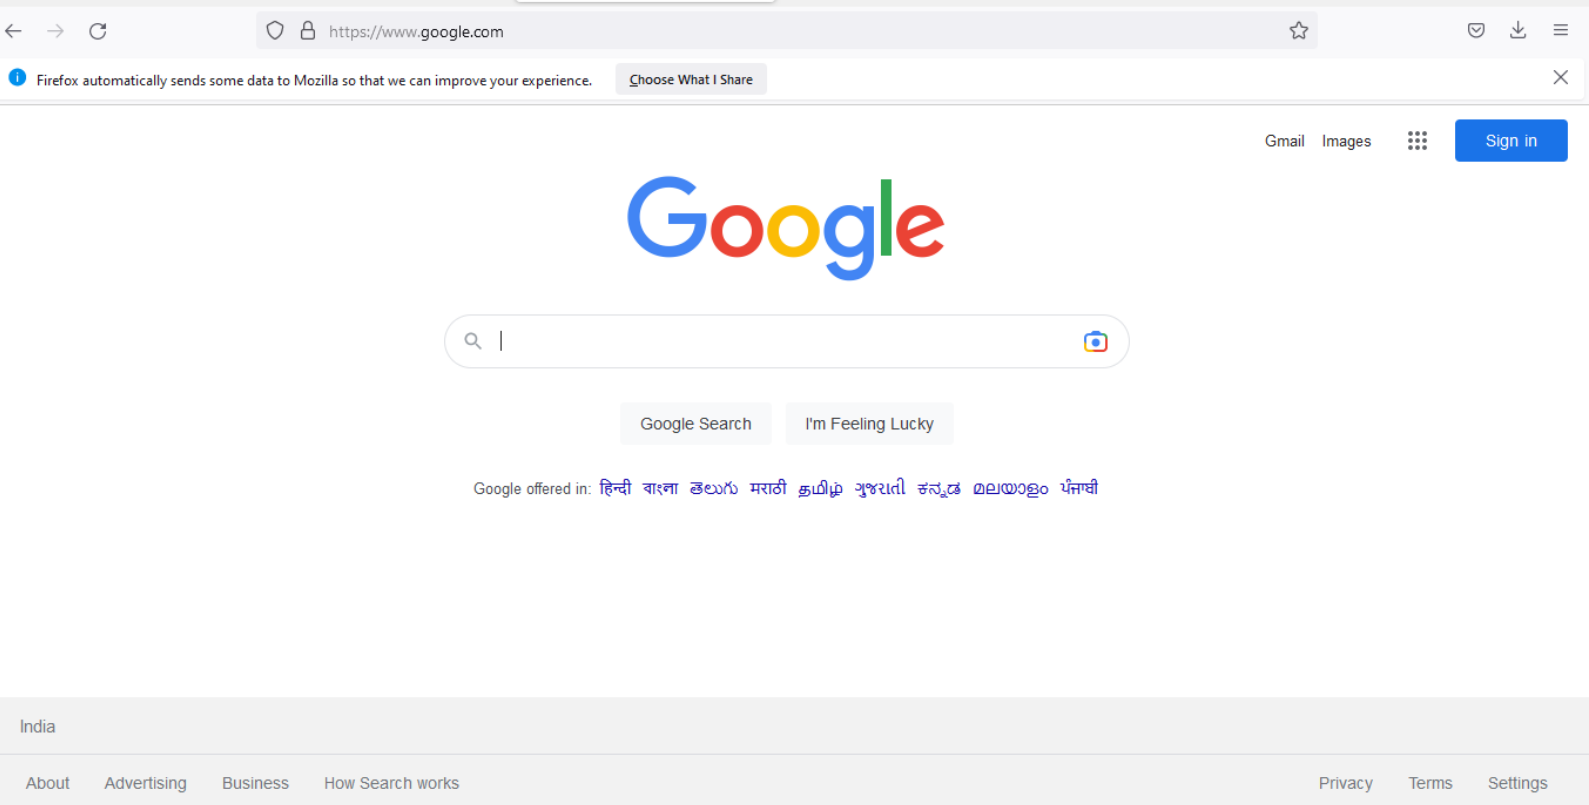 https://www.google.com
Firefox automatically sends some data to Mozilla so that we can improve your experience. Choose What I Share
Gmail Images Sign in
Google
Google Search I'm Feeling Lucky
Google offered in: हिन्दी বাংলা తెలుగు मराठी தமிழ் ગુજરાતી ಕನ್ನಡ മലയാളം ਪੰਜਾਬੀ
India
About Advertising Business How Search works Privacy Terms Settings